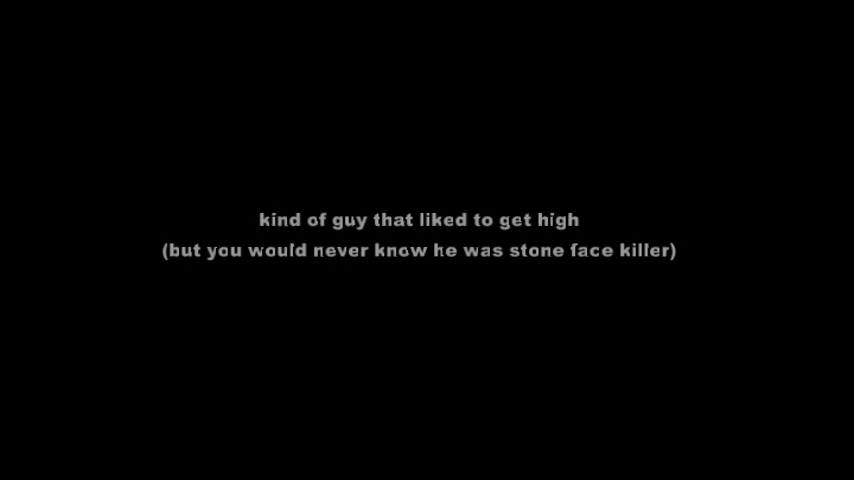 kind of guy that liked to get high
(but you would never know he was stone face killer)